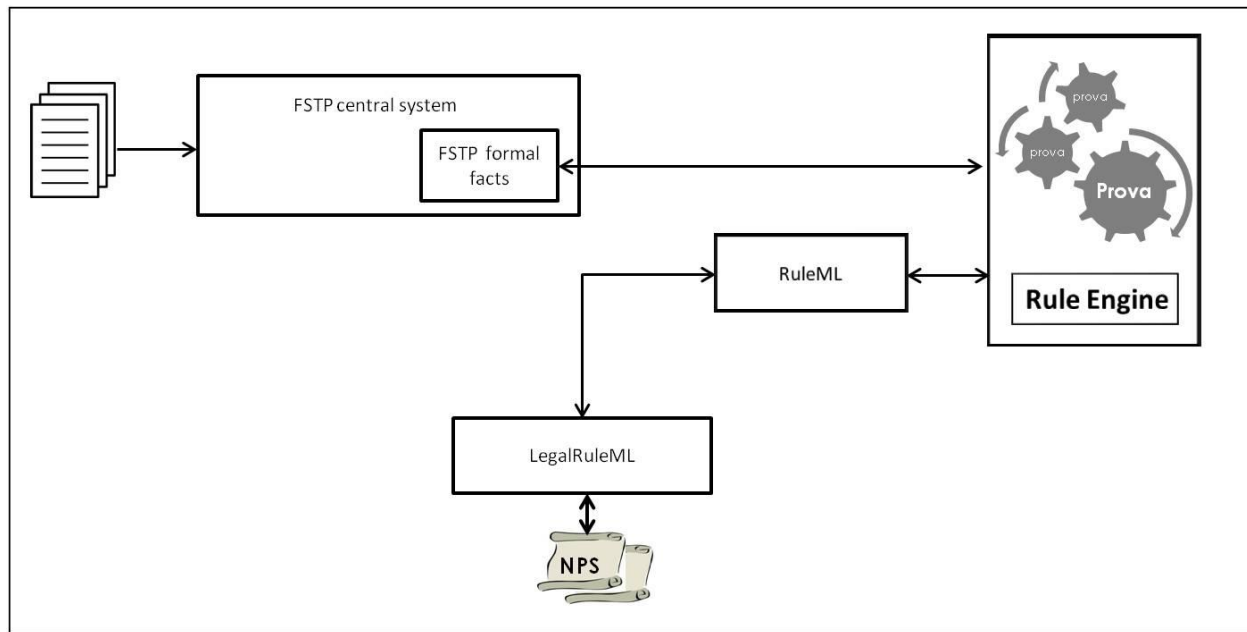 FSTP central system
FSTP formal
facts
prova
prova
Prova
RuleML
Rule Engine
LegalRuleML
NPS